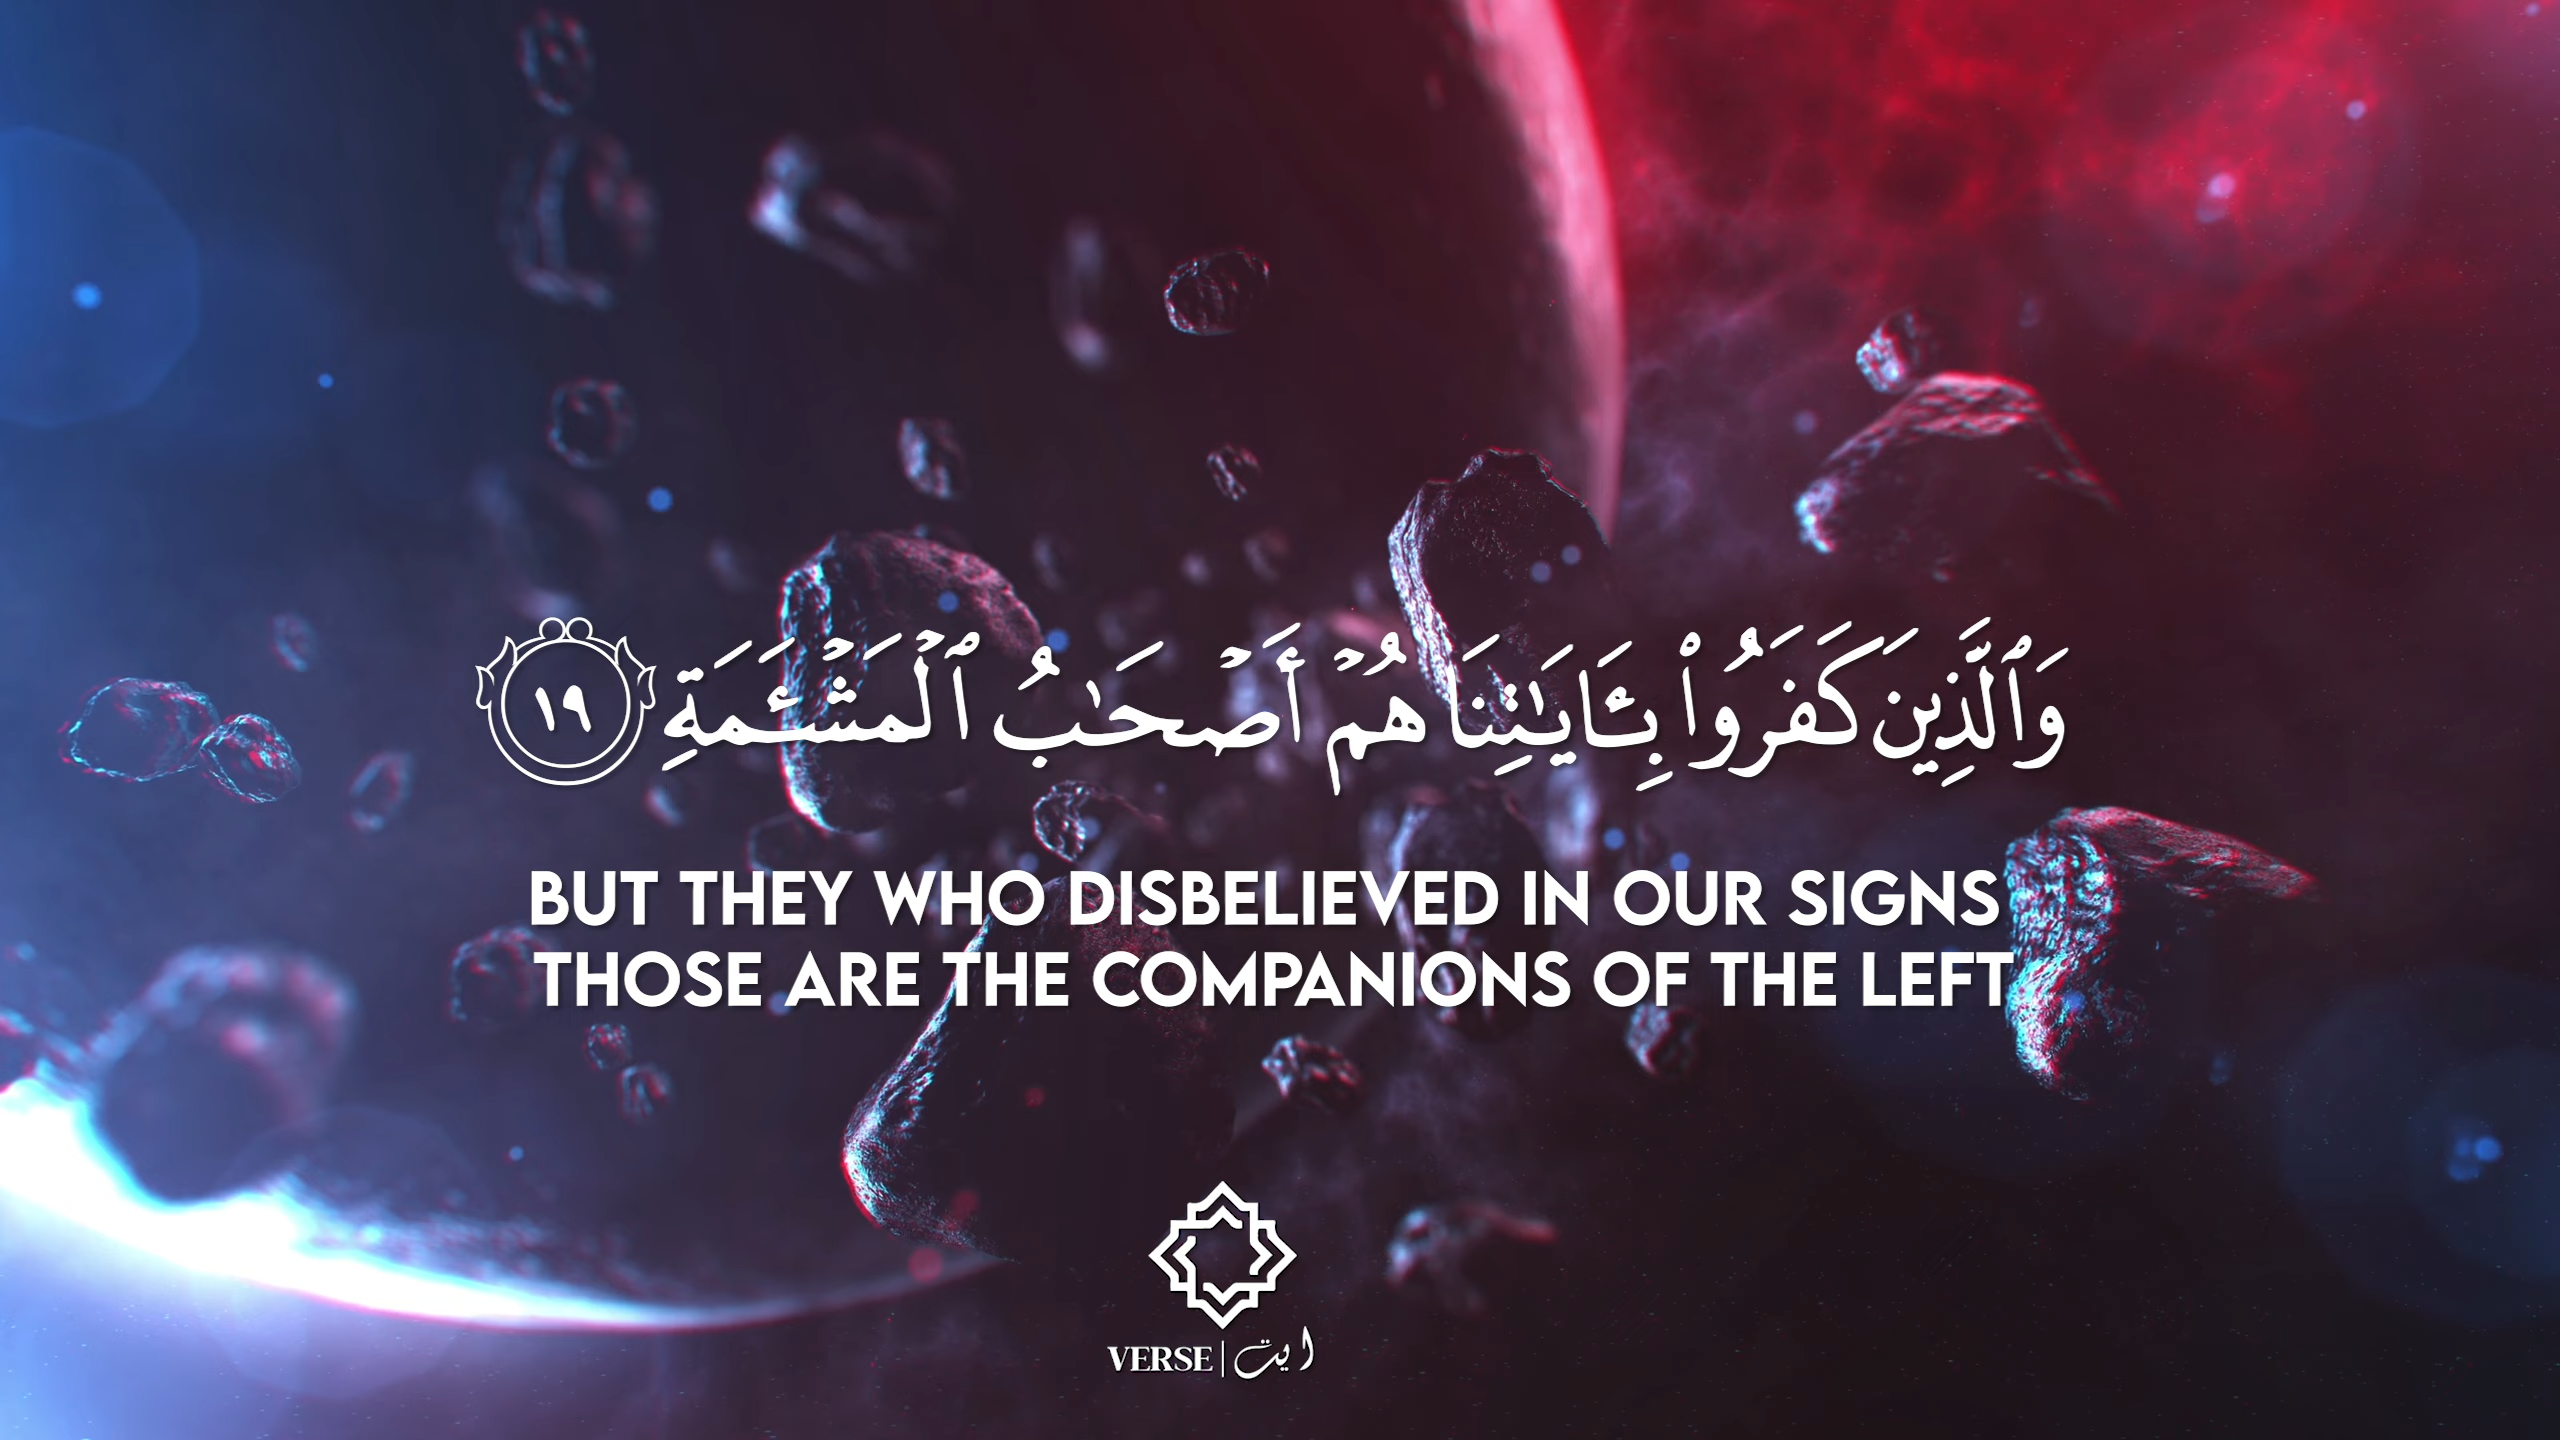 وَٱلَّذِينَ كَفَرُوا۟ بِـَٔايَـٰتِنَا هُمْ أَصْحَـٰبُ ٱلْمَشْـَٔمَةِ ١٩
BUT THEY WHO DISBELIEVED IN OUR SIGNS
THOSE ARE THE COMPANIONS OF THE LEFT
VERSE | ایت